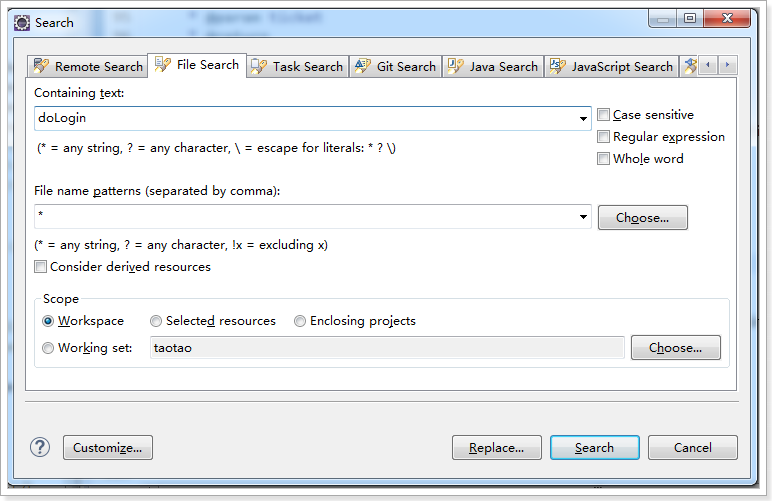 * @param ticket
Search
Remote Search File Search Task Search Git Search Java Search JavaScript Search
Containing text:
doLogin
Case sensitive
Regular expression
(* = any string, ? = any character, \ = escape for literals: * ? \)
Whole word
File name patterns (separated by comma):
*
Choose...
(* = any string, ? = any character, !x = excluding x)
Consider derived resources
Scope
Workspace Selected resources Enclosing projects
Working set: taotao Choose...
? Customize... Replace... Search Cancel